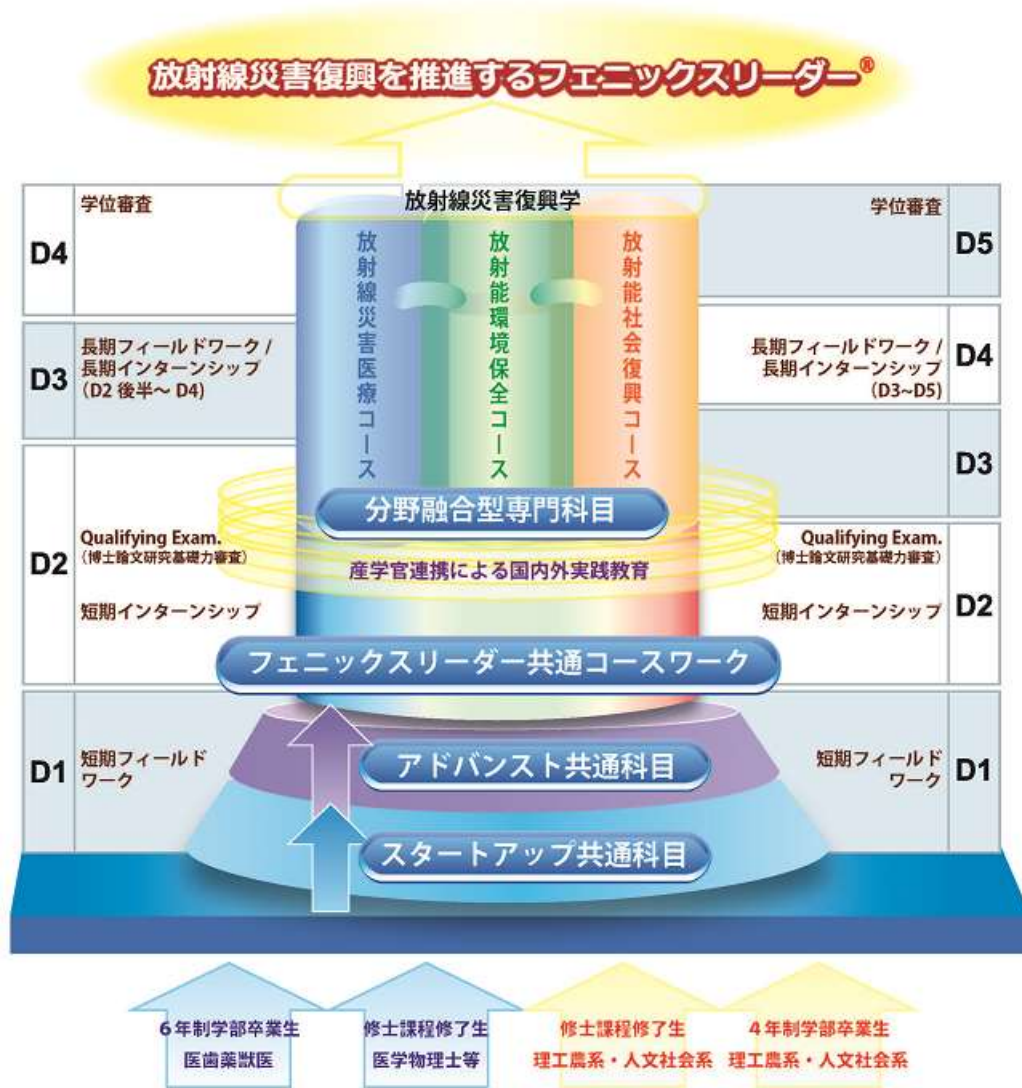 放射線災害復興を推進するフェニックスリーダー®
放射線災害復興学
D4
学位審査
D3
長期フィールドワーク /
長期インターンシップ
(D2 後半～ D4)
D2
Qualifying Exam.
(博士論文研究基礎力審査)
短期インターンシップ
D1
短期フィールド
ワーク
放射線災害医療コース
放射能環境保全コース
放射能社会復興コース
分野融合型専門科目
産学官連携による国内外実践教育
フェニックスリーダー共通コースワーク
アドバンスト共通科目
スタートアップ共通科目
学位審査
D5
長期フィールドワーク /
長期インターンシップ
(D3~D5)
D4
D3
Qualifying Exam.
(博士論文研究基礎力審査)
短期インターンシップ
D2
短期フィールド
ワーク
D1
6年制学部卒業生
医歯薬獣医
修士課程修了生
医学物理士等
修士課程修了生
理工農系・人文社会系
4年制学部卒業生
理工農系・人文社会系